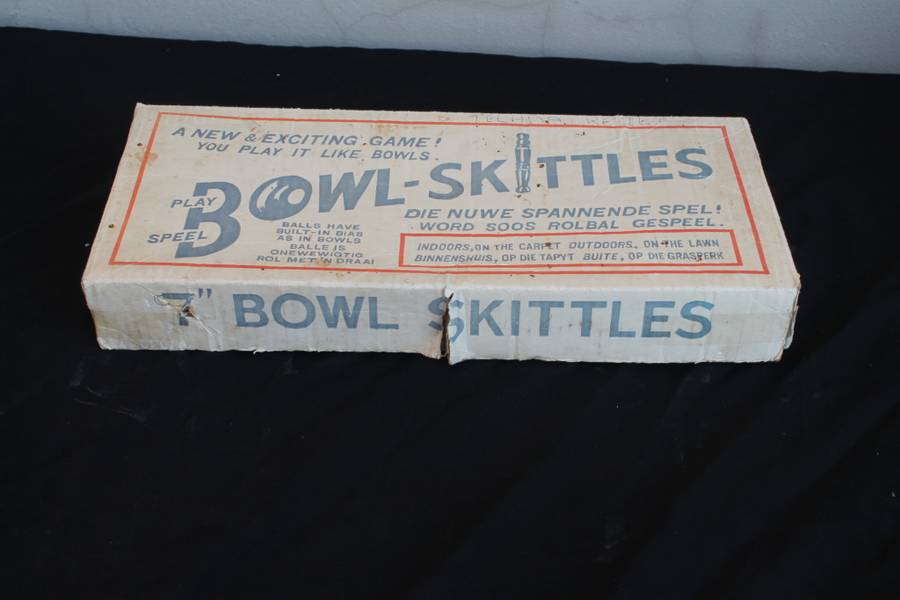 A NEW & EXCITING GAME!
YOU PLAY IT LIKE BOWLS.
PLAY
SPEEL
BOWL-SKITTLES
BALLS HAVE
BUILT-IN BIAS
AS IN BOWLS
BALLE IS
ONEWEWIGTIG
ROL MET 'N DRAAI
DIE NUWE SPANNENDE SPEL!
WORD SOOS ROLBAL GESPEEL.
INDOORS, ON THE CARPET OUTDOORS, ON THE LAWN
BINNENSHUIS, OP DIE TAPYT BUITE, OP DIE GRASPERK
7" BOWL SKITTLES